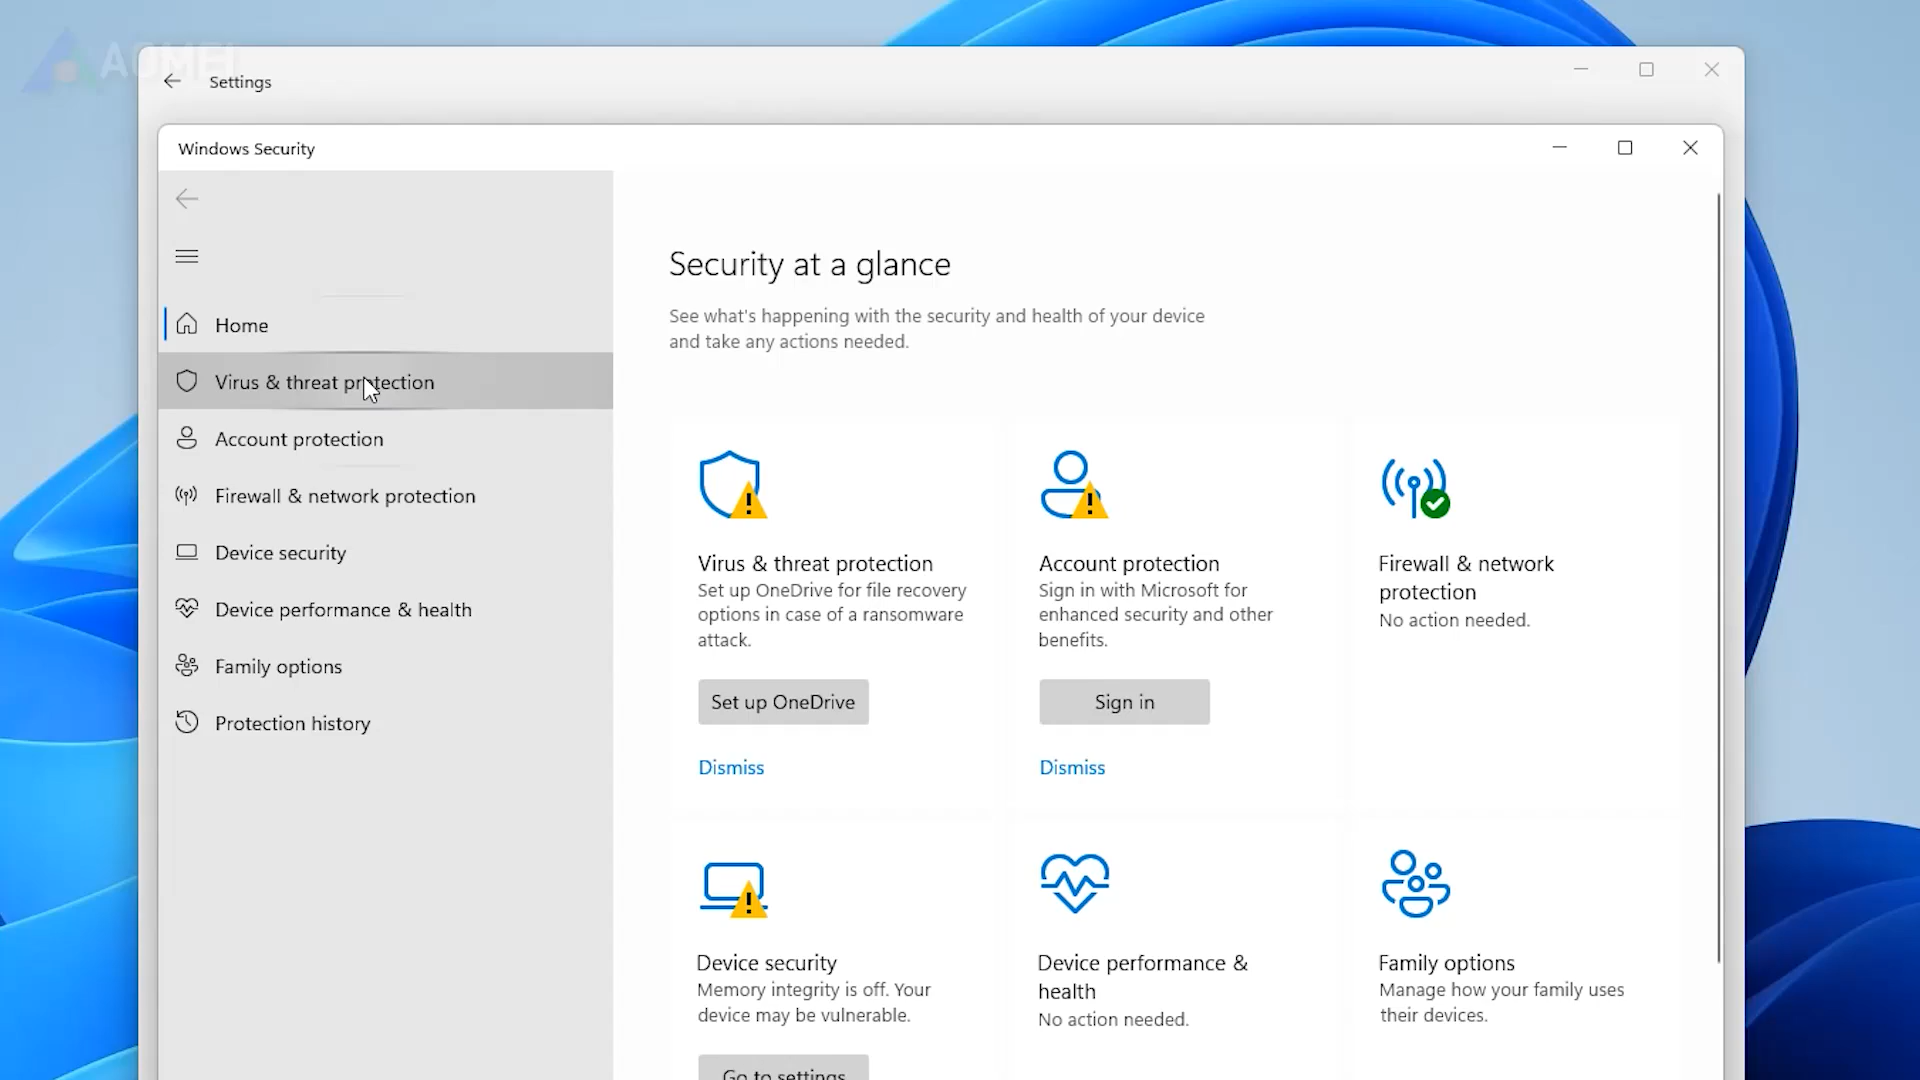 AOMEI
Settings
Windows Security
Home
Virus & threat protection
Account protection
Firewall & network protection
Device security
Device performance & health
Family options
Protection history
Security at a glance
See what's happening with the security and health of your device
and take any actions needed.
Virus & threat protection
Set up OneDrive for file recovery
options in case of a ransomware
attack.
Set up OneDrive
Dismiss
Account protection
Sign in with Microsoft for
enhanced security and other
benefits.
Sign in
Dismiss
Firewall & network
protection
No action needed.
Device security
Memory integrity is off. Your
device may be vulnerable.
Go to settings
Device performance &
health
No action needed.
Family options
Manage how your family uses
their devices.